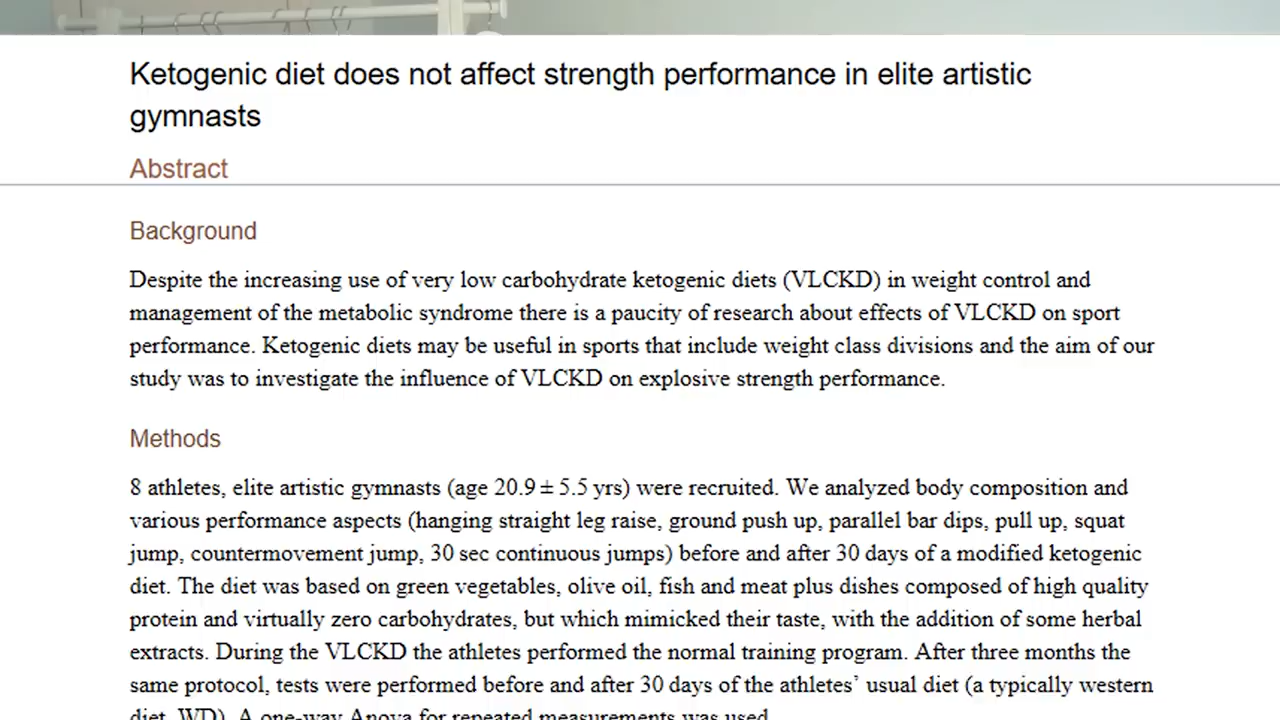 Ketogenic diet does not affect strength performance in elite artistic
gymnasts
Abstract
Background
Despite the increasing use of very low carbohydrate ketogenic diets (VLCKD) in weight control and
management of the metabolic syndrome there is a paucity of research about effects of VLCKD on sport
performance. Ketogenic diets may be useful in sports that include weight class divisions and the aim of our
study was to investigate the influence of VLCKD on explosive strength performance.
Methods
8 athletes, elite artistic gymnasts (age 20.9 ± 5.5 yrs) were recruited. We analyzed body composition and
various performance aspects (hanging straight leg raise, ground push up, parallel bar dips, pull up, squat
jump, countermovement jump, 30 sec continuous jumps) before and after 30 days of a modified ketogenic
diet. The diet was based on green vegetables, olive oil, fish and meat plus dishes composed of high quality
protein and virtually zero carbohydrates, but which mimicked their taste, with the addition of some herbal
extracts. During the VLCKD the athletes performed the normal training program. After three months the
same protocol, tests were performed before and after 30 days of the athletes’ usual diet (a typically western
diet, WD). A one-way Anova for repeated measurements was used.